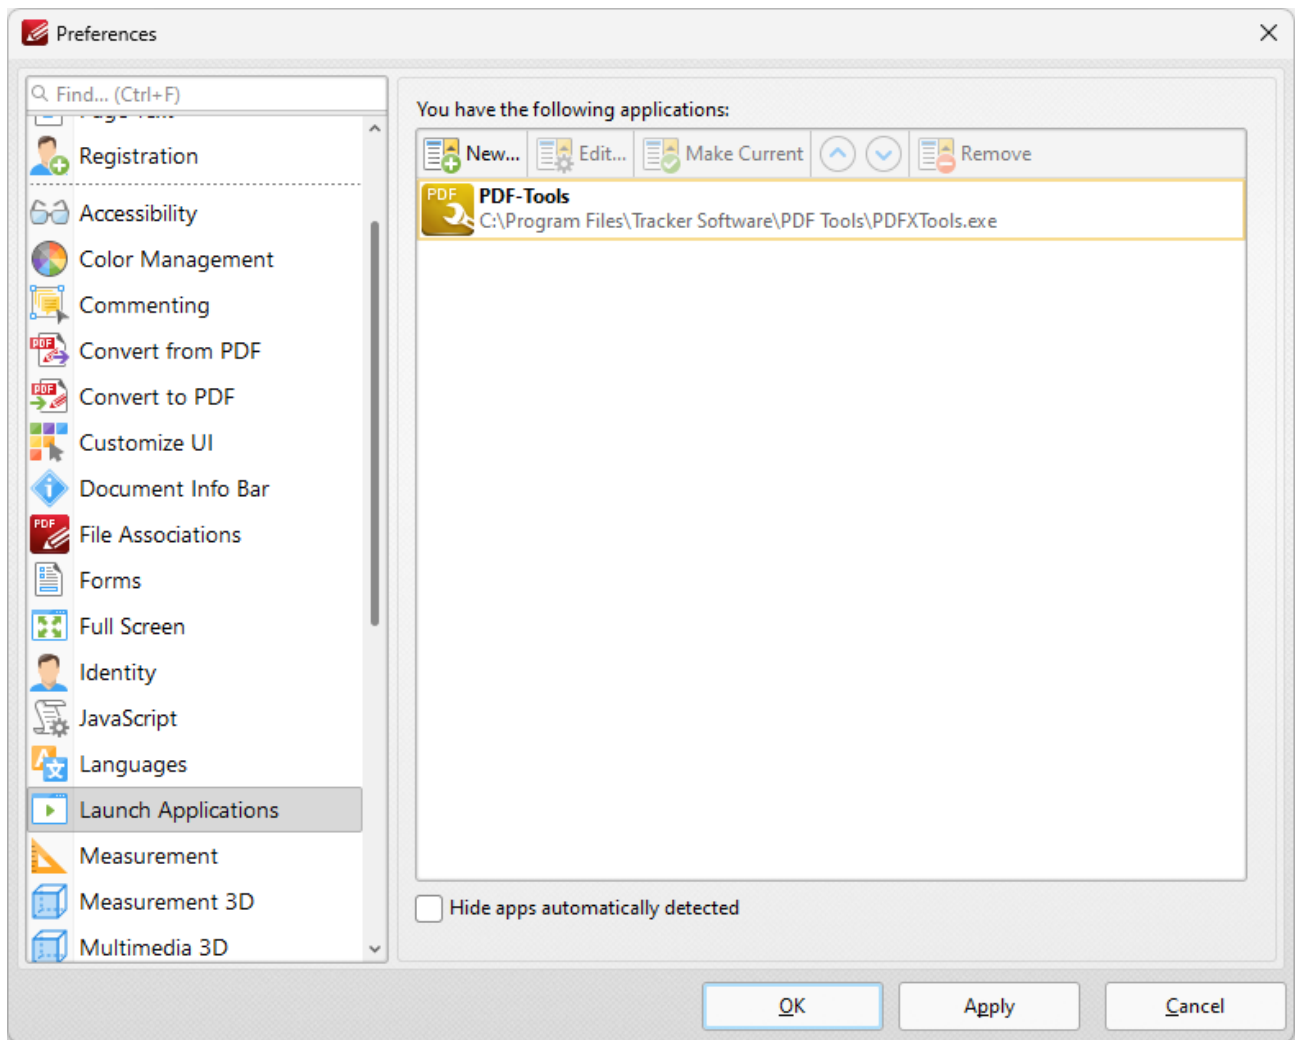 Preferences
Find... (Ctrl+F)
Registration
Accessibility
Color Management
Commenting
Convert from PDF
Convert to PDF
Customize UI
Document Info Bar
File Associations
Forms
Full Screen
Identity
JavaScript
Languages
Launch Applications
Measurement
Measurement 3D
Multimedia 3D
You have the following applications:
New... Edit... Make Current Remove
PDF-Tools
C:\Program Files\Tracker Software\PDF Tools\PDFXTools.exe
Hide apps automatically detected
OK Apply Cancel